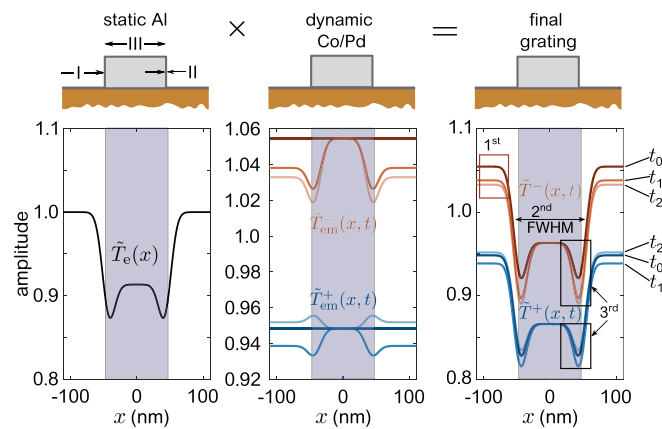 static Al
×
dynamic
Co/Pd
=
final
grating
III
I
II
1.1
1.0
0.9
0.8
amplitude
T̃e(x)
-100 0 100
x (nm)
1.06
1.04
1.02
1.00
0.98
0.96
0.94
0.92
T̃−em(x, t)
T̃+em(x, t)
-100 0 100
x (nm)
1.1
1.0
0.9
0.8
1st
T̃−(x, t)
2nd
FWHM
T̃+(x, t)
3rd
t0
t1
t2
t2
t0
t1
-100 0 100
x (nm)